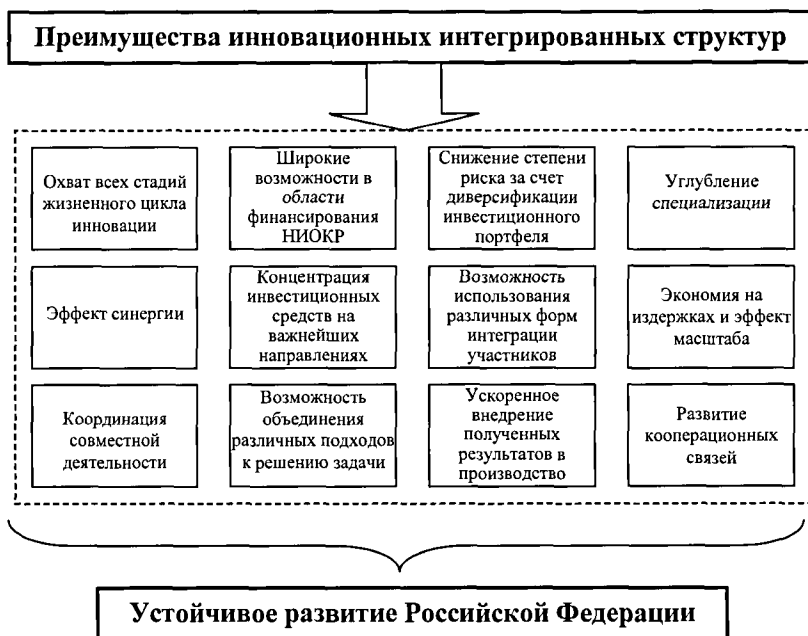 Преимущества инновационных интегрированных структур
Охват всех стадий
жизненного цикла
инновации
Широкие
возможности в
области
финансирования
НИОКР
Снижение степени
риска за счет
диверсификации
инвестиционного
портфеля
Углубление
специализации
Эффект синергии
Концентрация
инвестиционных
средств на
важнейших
направлениях
Возможность
использования
различных форм
интеграции
участников
Экономия на
издержках и эффект
масштаба
Координация
совместной
деятельности
Возможность
объединения
различных подходов
к решению задачи
Ускоренное
внедрение
полученных
результатов в
производство
Развитие
кооперационных
связей
Устойчивое развитие Российской Федерации